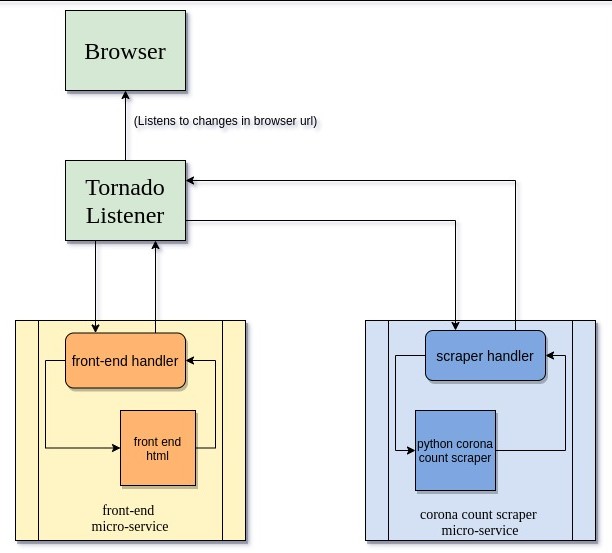 Browser
(Listens to changes in browser url)
Tornado
Listener
front-end handler
front end
html
front-end
micro-service
scraper handler
python corona
count scraper
corona count scraper
micro-service